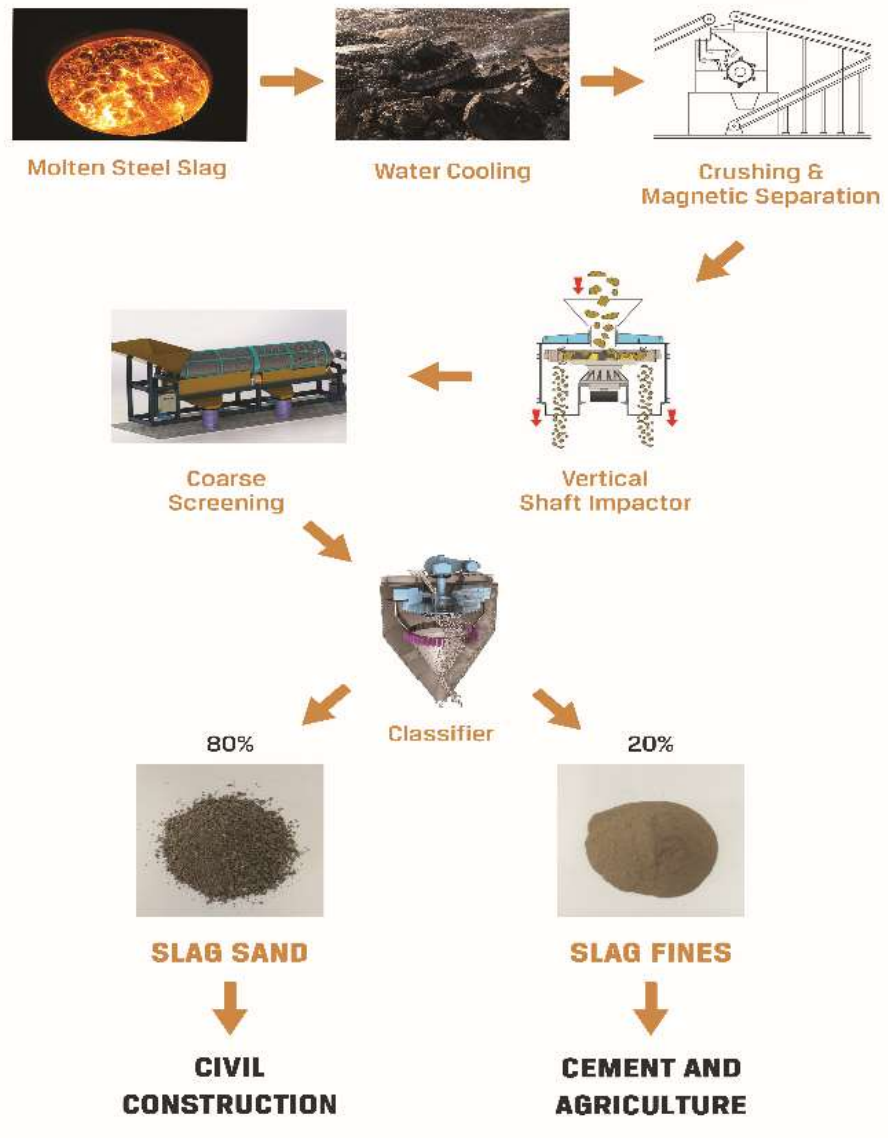 Molten Steel Slag
Water Cooling
Crushing &
Magnetic Separation
Coarse
Screening
Vertical
Shaft Impactor
Classifier
80%
20%
SLAG SAND
SLAG FINES
CIVIL
CONSTRUCTION
CEMENT AND
AGRICULTURE